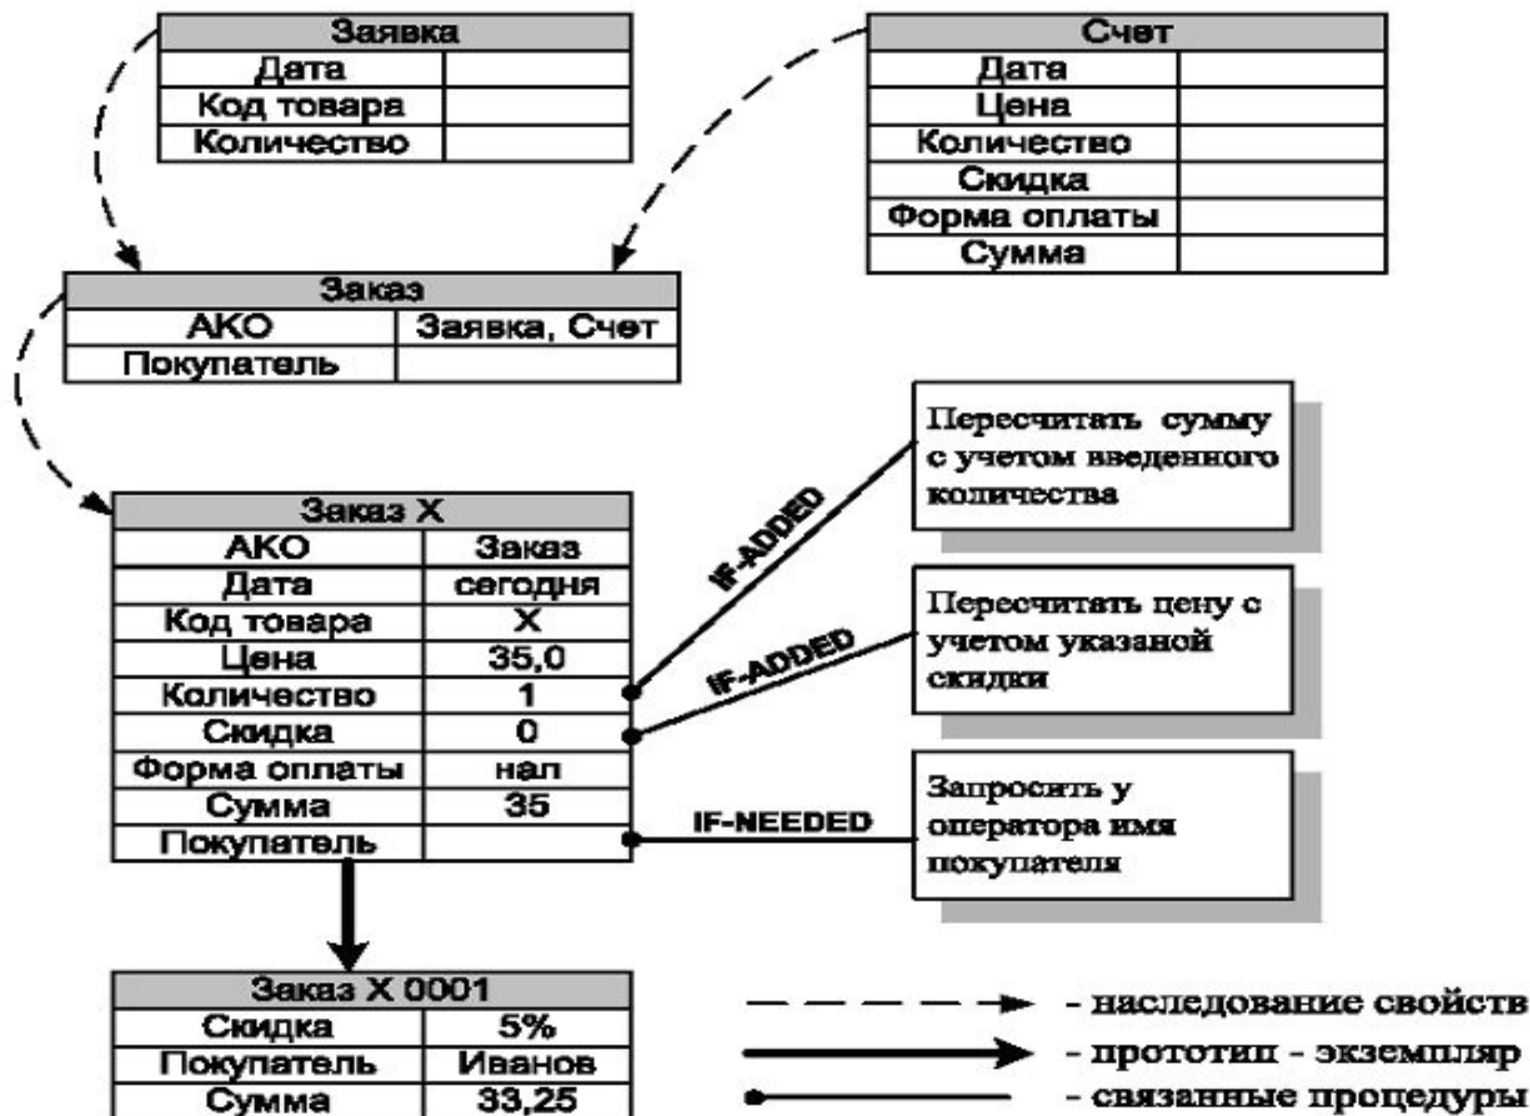 Заявка
Дата
Код товара
Количество
Счет
Дата
Цена
Количество
Скидка
Форма оплаты
Сумма
Заказ
АКО Заявка, Счет
Покупатель
Заказ X
АКО Заказ
Дата сегодня
Код товара X
Цена 35,0
Количество 1
Скидка 0
Форма оплаты нал
Сумма 35
Покупатель
IF-ADDED
Пересчитать сумму
с учетом введенного
количества
IF-ADDED
Пересчитать цену с
учетом указаной
скидки
IF-NEEDED
Запросить у
оператора имя
покупателя
Заказ X 0001
Скидка 5%
Покупатель Иванов
Сумма 33,25
- наследование свойств
- прототип - экземпляр
- связанные процедуры